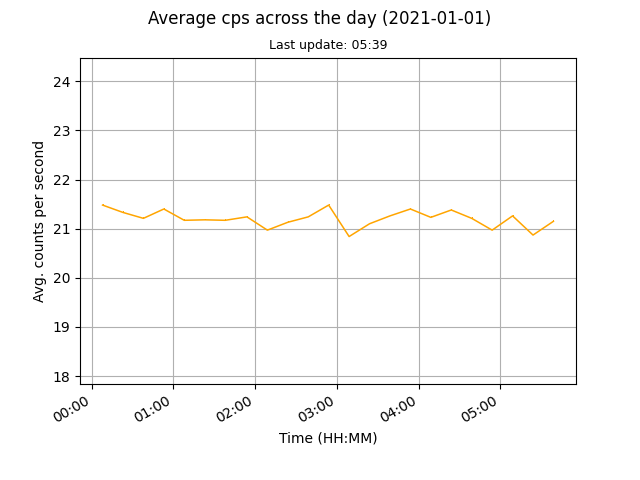 Average cps across the day (2021-01-01)
Last update: 05:39
24
23
22
21
20
19
18
Avg. counts per second
00:00 01:00 02:00 03:00 04:00 05:00
Time (HH:MM)